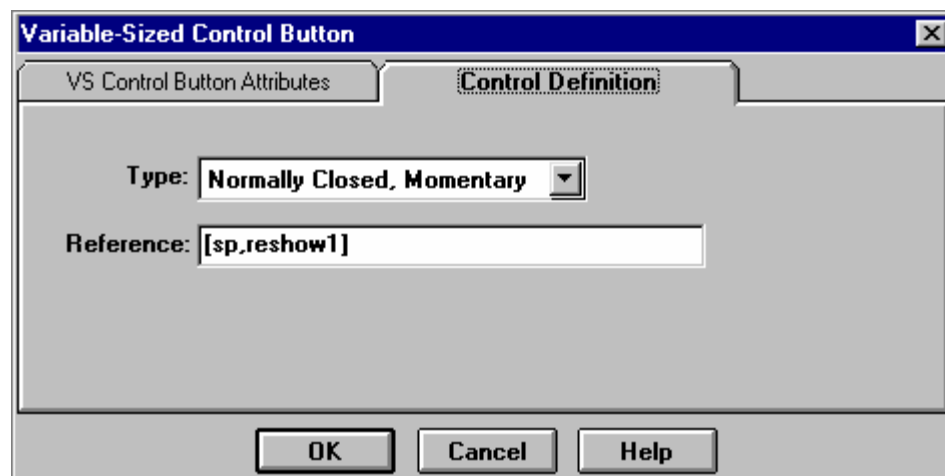 Variable-Sized Control Button
VS Control Button Attributes
Control Definition
Type: Normally Closed, Momentary
Reference: [sp,reshow1]
OK Cancel Help